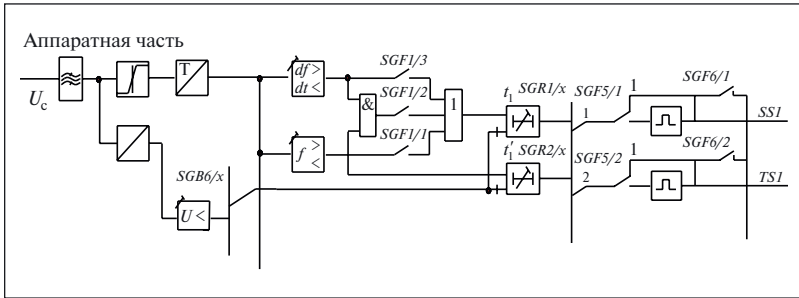 Аппаратная часть
U_c
T
SGB6/x
U <
df >
dt <
f > <
SGF1/3
SGF1/2
SGF1/1
&
1
t₁ SGR1/x
t′₁ SGR2/x
SGF5/1
1
1
SGF5/2
2
1
SGF6/1
SS1
SGF6/2
TS1